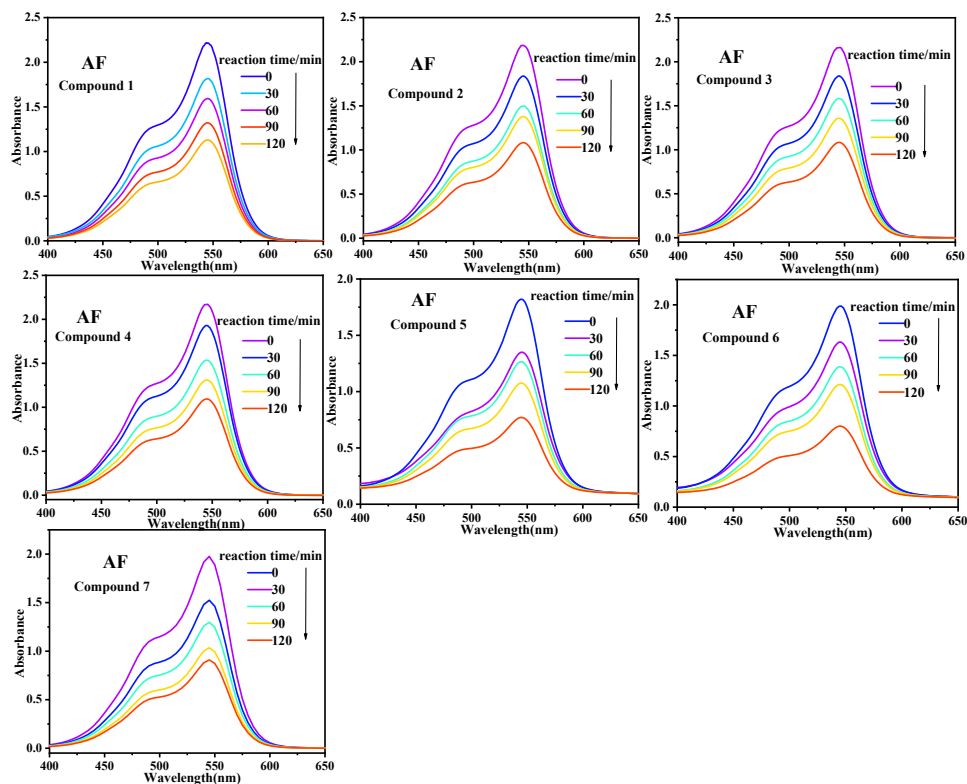 AF
Compound 1
reaction time/min
0
30
60
90
120
Absorbance
2.5
2.0
1.5
1.0
0.5
0.0
400 450 500 550 600 650
Wavelength(nm)
AF
Compound 2
reaction time/min
0
30
60
90
120
Absorbance
2.5
2.0
1.5
1.0
0.5
0.0
400 450 500 550 600 650
Wavelength(nm)
AF
Compound 3
reaction time/min
0
30
60
90
120
Absorbance
2.5
2.0
1.5
1.0
0.5
0.0
400 450 500 550 600 650
Wavelength(nm)
AF
Compound 4
reaction time/min
0
30
60
90
120
Absorbance
2.5
2.0
1.5
1.0
0.5
0.0
400 450 500 550 600 650
Wavelength(nm)
AF
Compound 5
reaction time/min
0
30
60
90
120
Absorbance
2.0
1.5
1.0
0.5
0.0
400 450 500 550 600 650
Wavelength(nm)
AF
Compound 6
reaction time/min
0
30
60
90
120
Absorbance
2.0
1.5
1.0
0.5
0.0
400 450 500 550 600 650
Wavelength(nm)
AF
Compound 7
reaction time/min
0
30
60
90
120
Absorbance
2.0
1.5
1.0
0.5
0.0
400 450 500 550 600 650
Wavelength(nm)